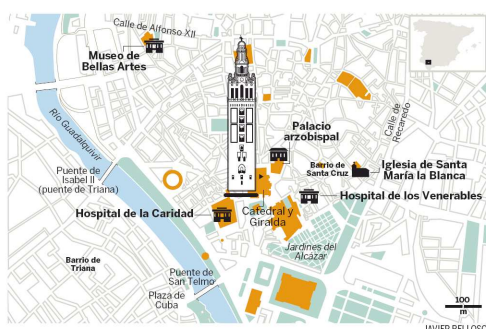 Calle de Alfonso XII
Museo de
Bellas Artes
Río Guadalquivir
Calle de
Recaredo
Palacio
arzobispal
Barrio de
Santa Cruz
Iglesia de Santa
María la Blanca
Puente de
Isabel II
(puente de Triana)
Hospital de los Venerables
Hospital de la Caridad
Catedral y
Giralda
Jardines del
Alcázar
Barrio de
Triana
Puente de
San Telmo
Plaza de
Cuba
100
m
JAVIER BELLOSO